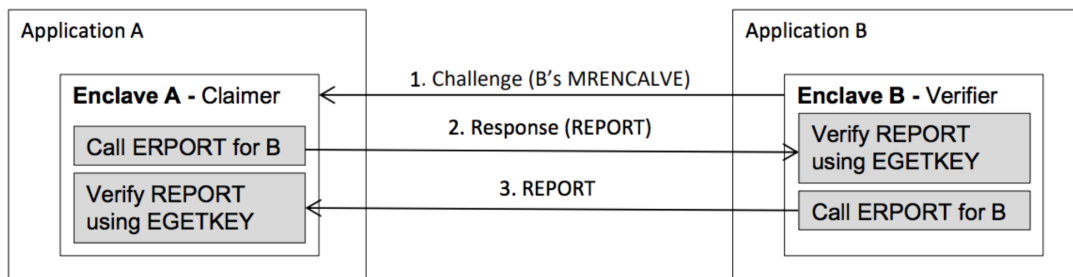 Application A
Enclave A - Claimer
Call ERPORT for B
Verify REPORT
using EGETKEY
1. Challenge (B's MRENCALVE)
2. Response (REPORT)
3. REPORT
Application B
Enclave B - Verifier
Verify REPORT
using EGETKEY
Call ERPORT for B